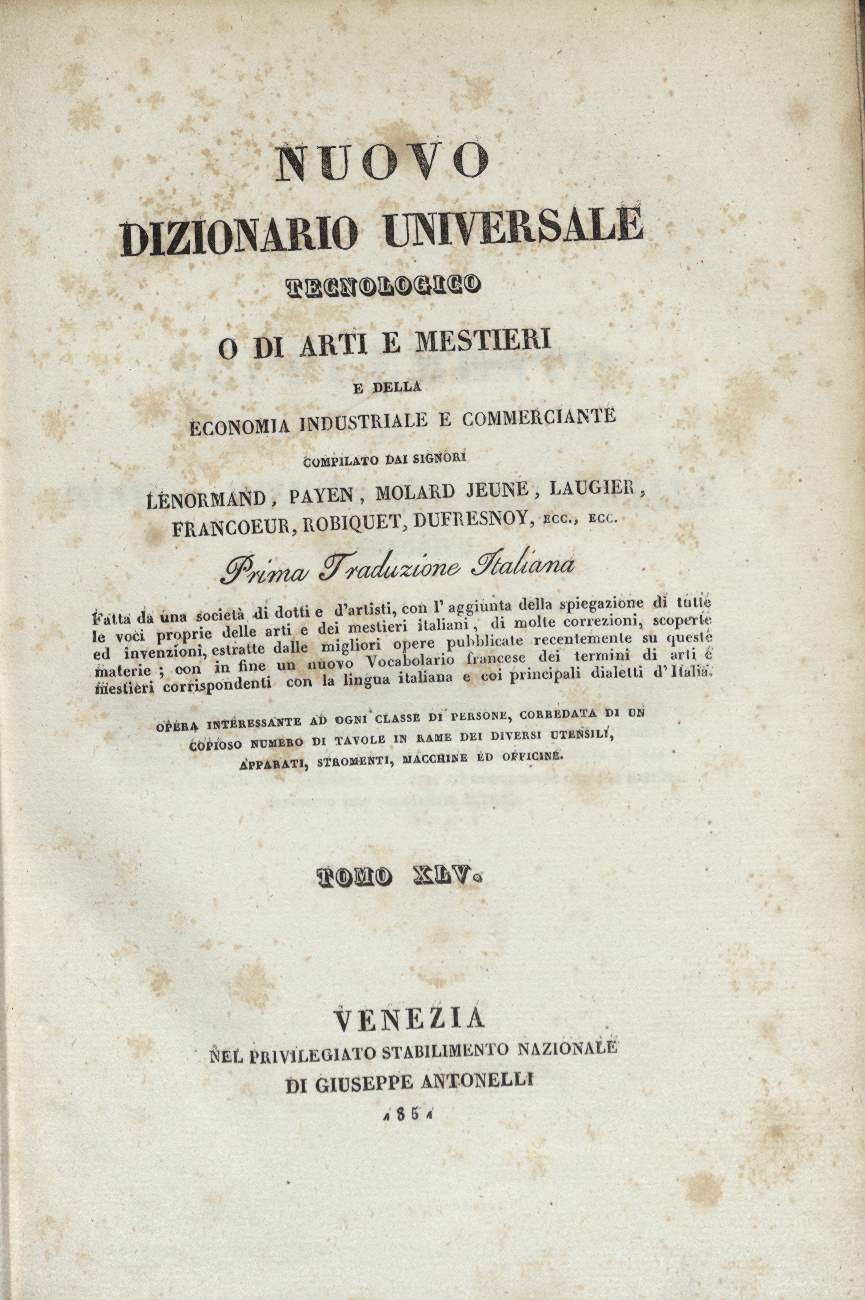 NUOVO
DIZIONARIO UNIVERSALE
TECNOLOGICO
O DI ARTI E MESTIERI
E DELLA
ECONOMIA INDUSTRIALE E COMMERCIANTE
COMPILATO DAI SIGNORI
LENORMAND, PAYEN, MOLARD JEUNE, LAUGIER,
FRANCOEUR, ROBIQUET, DUFRESNOY, ECC., ECC.
Prima Traduzione Italiana
Fatta da una società di dotti e d'artisti, con l'aggiunta della spiegazione di tutte
le voci proprie delle arti e dei mestieri italiani, di molte correzioni, scoperte
ed invenzioni, estratte dalle migliori opere pubblicate recentemente su queste
materie; con in fine un nuovo Vocabolario francese dei termini di arti e
mestieri corrispondenti con la lingua italiana e coi principali dialetti d'Italia.
OPERA INTERESSANTE AD OGNI CLASSE DI PERSONE, CORREDATA DI UN
COPIOSO NUMERO DI TAVOLE IN RAME DEI DIVERSI UTENSILI,
APPARATI, STROMENTI, MACCHINE ED OFFICINE.
TOMO XLV.
VENEZIA
NEL PRIVILEGIATO STABILIMENTO NAZIONALE
DI GIUSEPPE ANTONELLI
1851